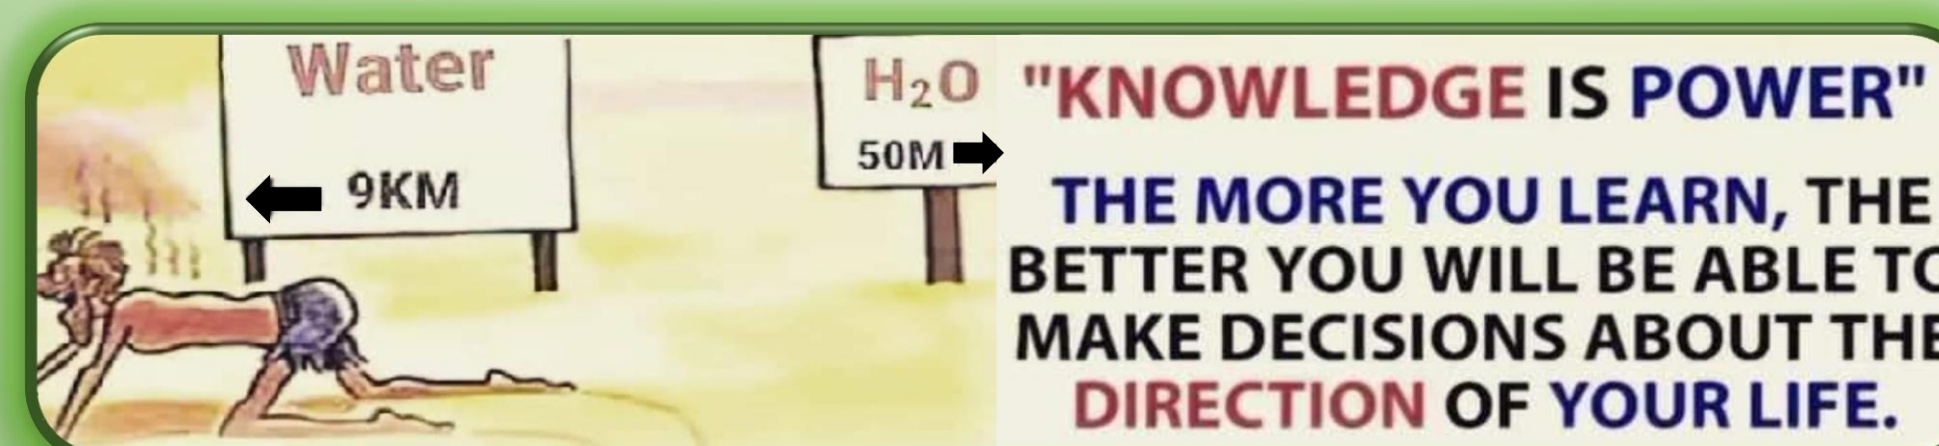 Water
9KM
H₂O
50M
"KNOWLEDGE IS POWER"
THE MORE YOU LEARN, THE
BETTER YOU WILL BE ABLE TO
MAKE DECISIONS ABOUT THE
DIRECTION OF YOUR LIFE.